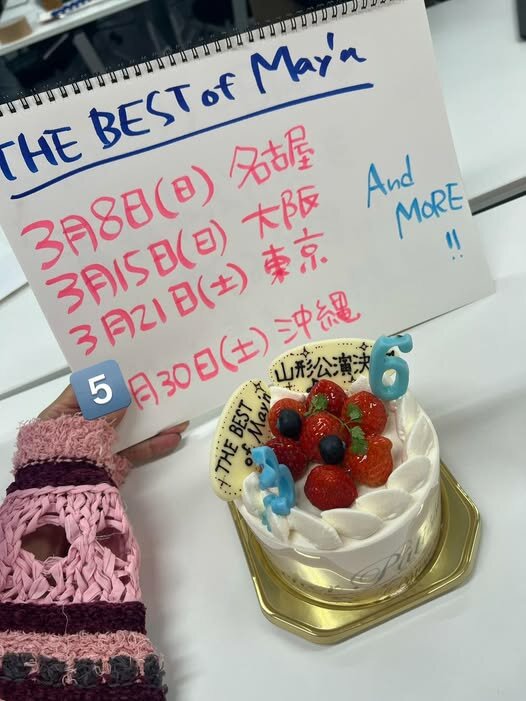 THE BEST of May'n
3月8日(日) 名古屋
3月15日(日) 大阪
3月21日(土) 東京
5月30日(土) 沖縄
And
MORE
!!
山形公演決
THE BEST
of May'n
6
3